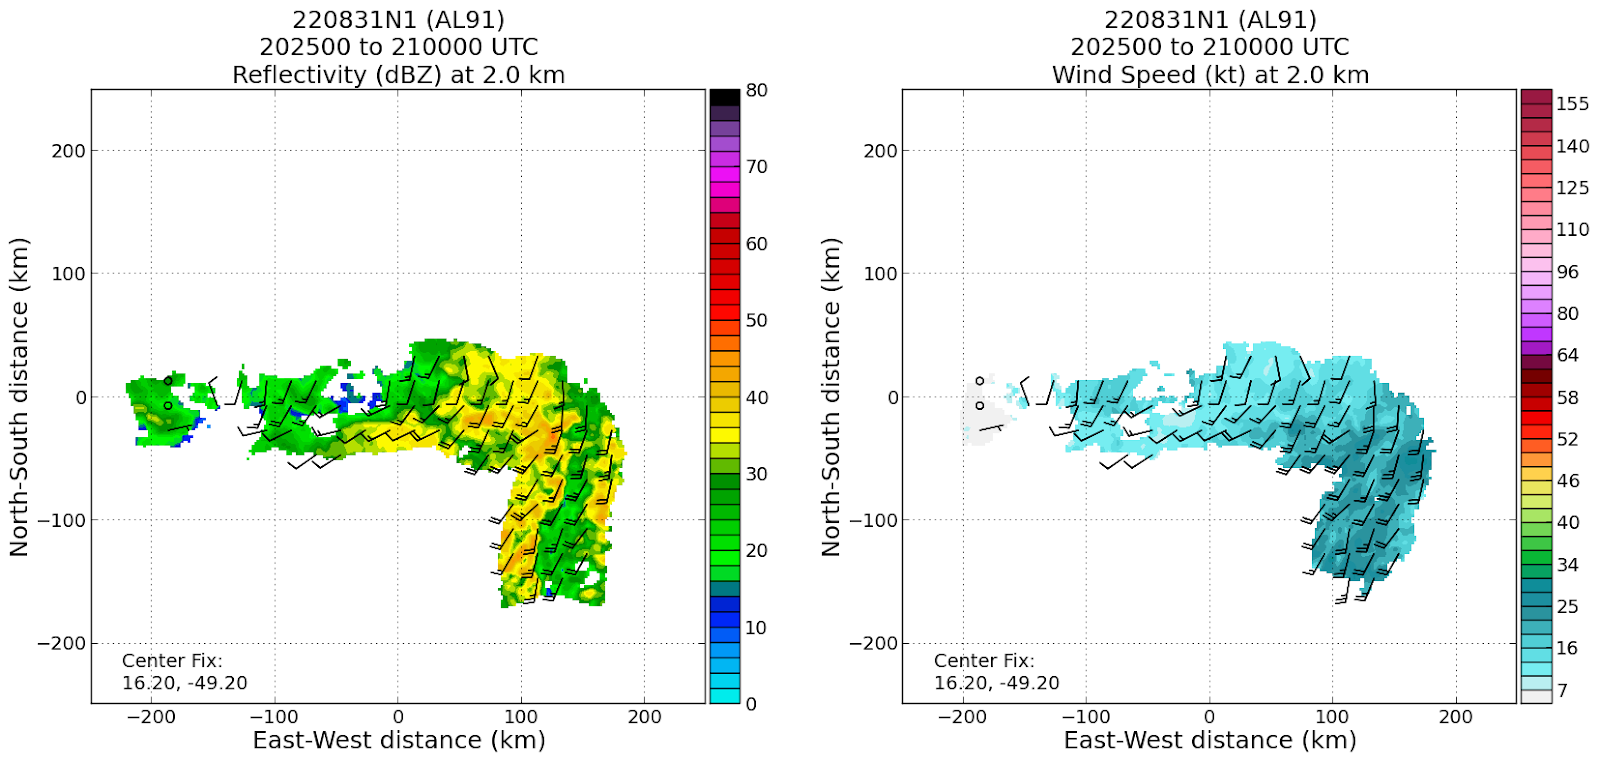 220831N1 (AL91)
202500 to 210000 UTC
Reflectivity (dBZ) at 2.0 km
North-South distance (km)
200
100
0
−100
−200
Center Fix:
16.20, -49.20
−200 −100 0 100 200
East-West distance (km)
80
70
60
50
40
30
20
10
0
220831N1 (AL91)
202500 to 210000 UTC
Wind Speed (kt) at 2.0 km
North-South distance (km)
200
100
0
−100
−200
Center Fix:
16.20, -49.20
−200 −100 0 100 200
East-West distance (km)
155
140
125
110
96
80
64
58
52
46
40
34
25
16
7